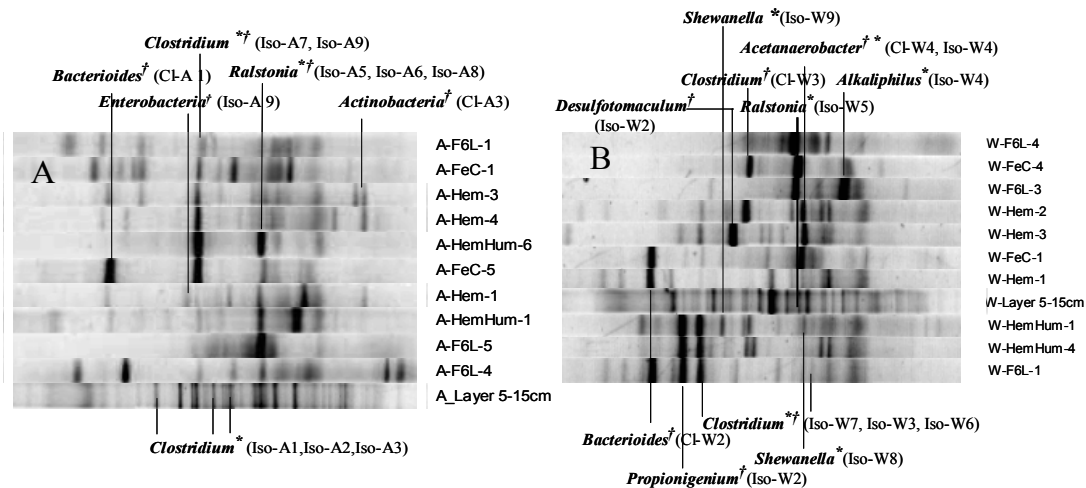 Clostridium *† (Iso-A7, Iso-A9)
Bacterioides† (Cl-A 1)
Ralstonia*†(Iso-A5, Iso-A6, Iso-A8)
Enterobacteria† (Iso-A9)
Actinobacteria† (Cl-A3)
A
A-F6L-1
A-FeC-1
A-Hem-3
A-Hem-4
A-HemHum-6
A-FeC-5
A-Hem-1
A-HemHum-1
A-F6L-5
A-F6L-4
A_Layer 5-15cm
Clostridium* (Iso-A1,Iso-A2,Iso-A3)
Shewanella *(Iso-W9)
Acetanaerobacter† * (Cl-W4, Iso-W4)
Clostridium†(Cl-W3)
Alkaliphilus*(Iso-W4)
Desulfotomaculum†
(Iso-W2)
Ralstonia*(Iso-W5)
B
W-F6L-4
W-FeC-4
W-F6L-3
W-Hem-2
W-Hem-3
W-FeC-1
W-Hem-1
W-Layer 5-15cm
W-HemHum-1
W-HemHum-4
W-F6L-1
Clostridium*†(Iso-W7, Iso-W3, Iso-W6)
Bacterioides†(Cl-W2)
Shewanella*(Iso-W8)
Propionigenium†(Iso-W2)